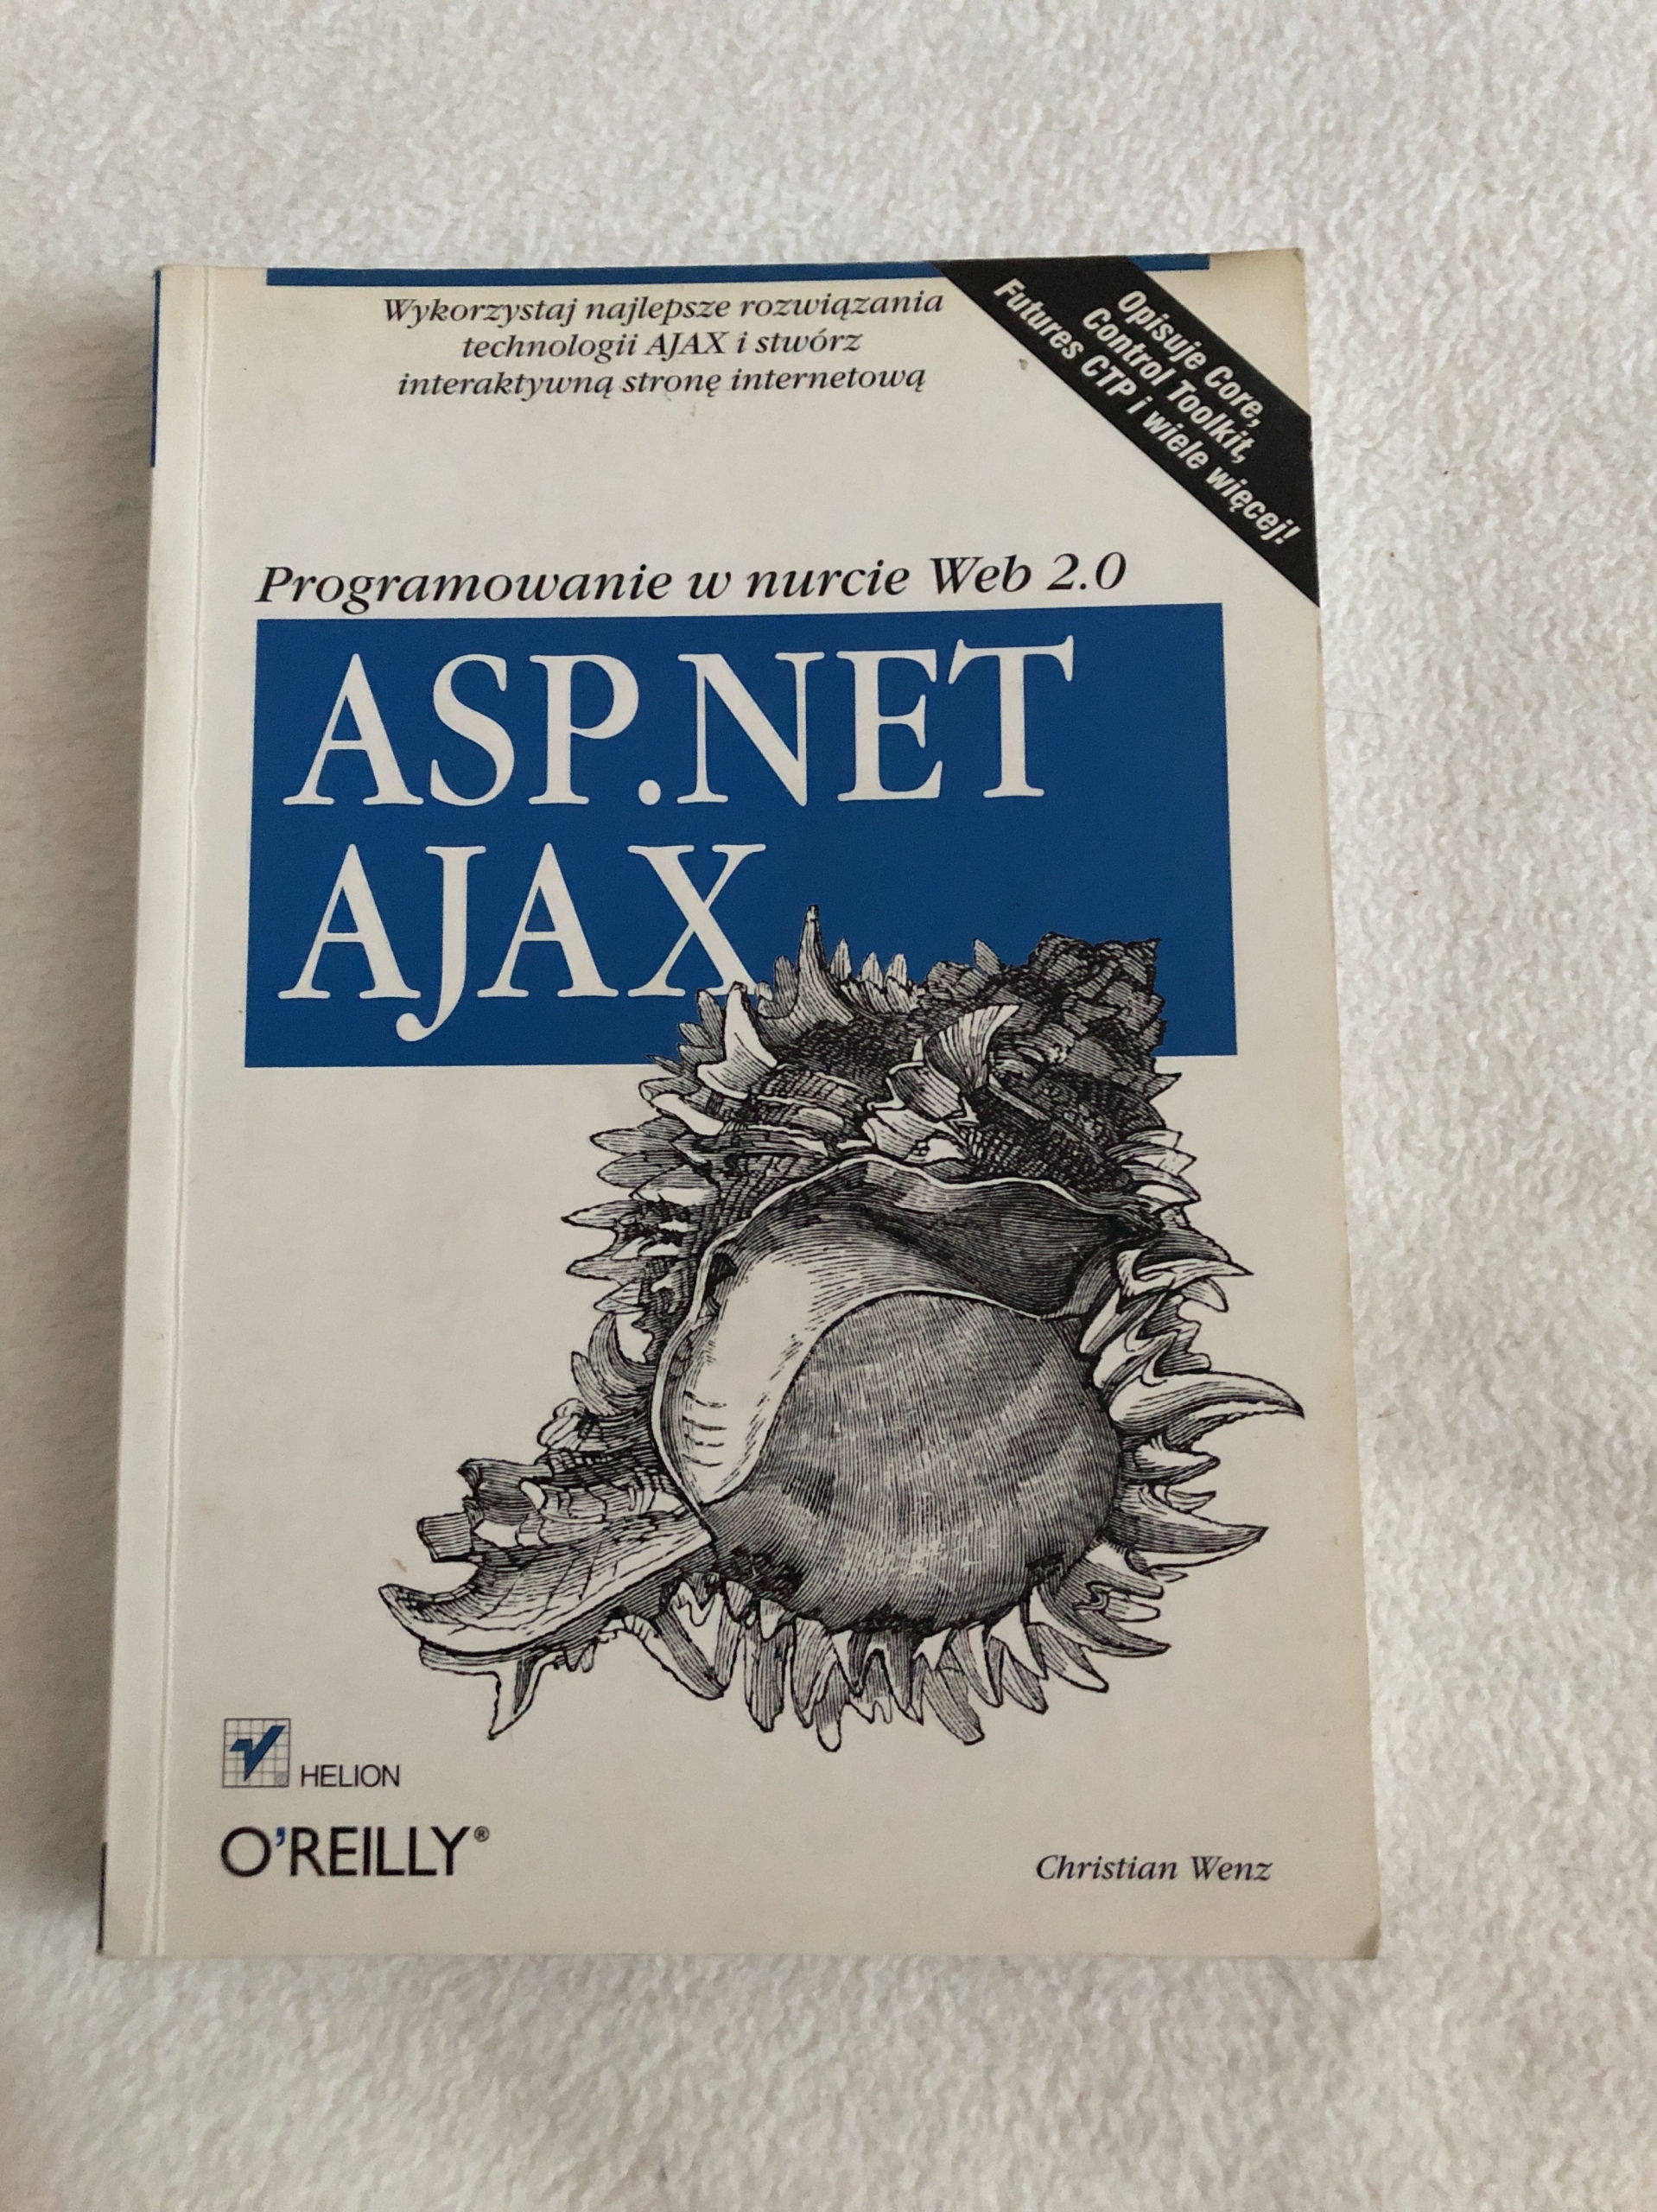 Wykorzystaj najlepsze rozwiązania
technologii AJAX i stwórz
interaktywną stronę internetową
Opisuje Core,
Control Toolkit,
Futures CTP i wiele więcej!
Programowanie w nurcie Web 2.0
ASP.NET
AJAX
HELION
O'REILLY®
Christian Wenz